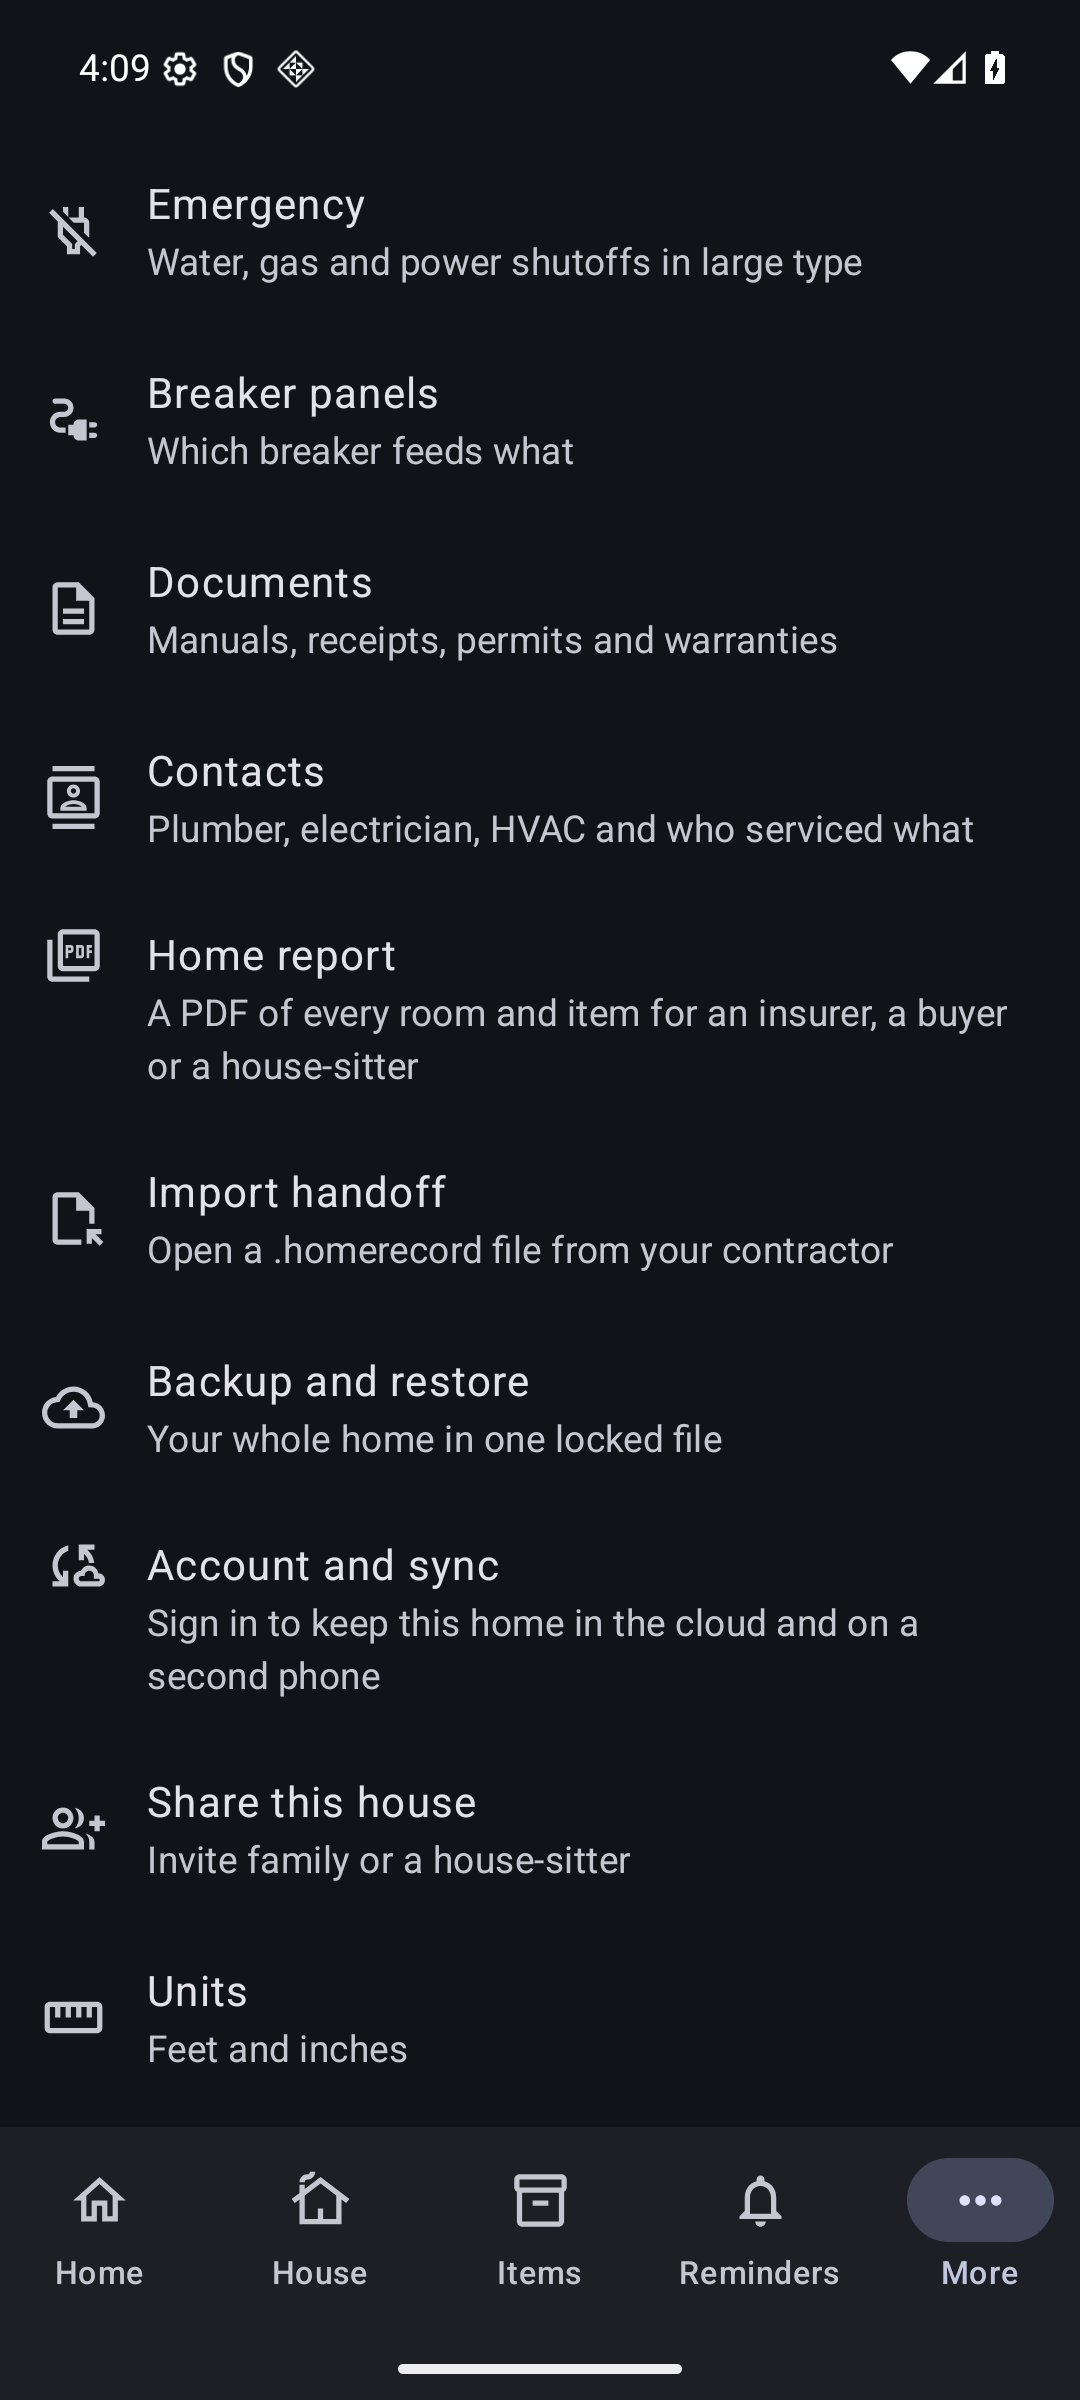 4:09
Emergency
Water, gas and power shutoffs in large type
Breaker panels
Which breaker feeds what
Documents
Manuals, receipts, permits and warranties
Contacts
Plumber, electrician, HVAC and who serviced what
PDF
Home report
A PDF of every room and item for an insurer, a buyer
or a house-sitter
Import handoff
Open a .homerecord file from your contractor
Backup and restore
Your whole home in one locked file
Account and sync
Sign in to keep this home in the cloud and on a
second phone
Share this house
Invite family or a house-sitter
Units
Feet and inches
Home
House
Items
Reminders
More